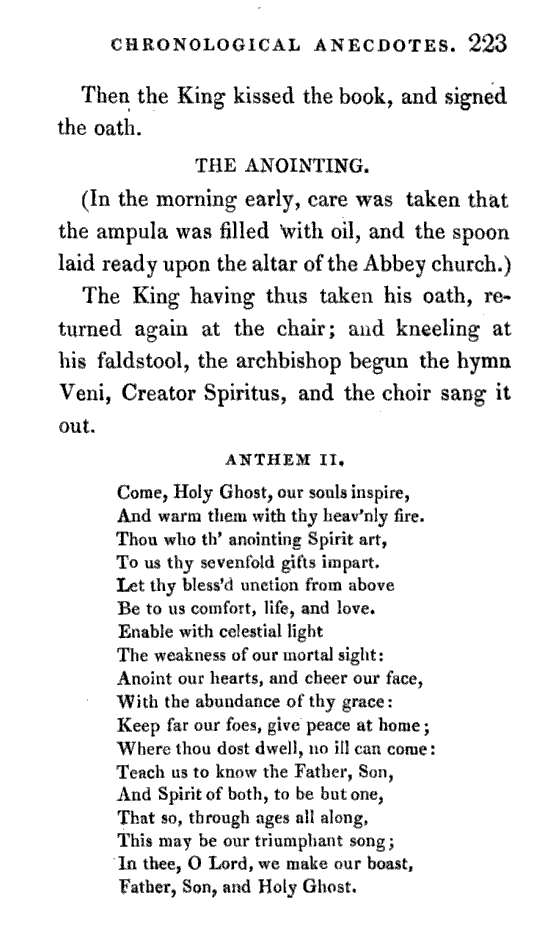 CHRONOLOGICAL ANECDOTES. 223
Then the King kissed the book, and signed
the oath.
THE ANOINTING.
(In the morning early, care was taken that
the ampula was filled with oil, and the spoon
laid ready upon the altar of the Abbey church.)
The King having thus taken his oath, re-
turned again at the chair; and kneeling at
his faldstool, the archbishop begun the hymn
Veni, Creator Spiritus, and the choir sang it
out.
ANTHEM II.
Come, Holy Ghost, our souls inspire,
And warm them with thy heav'nly fire.
Thou who th' anointing Spirit art,
To us thy sevenfold gifts impart.
Let thy bless'd unction from above
Be to us comfort, life, and love.
Enable with celestial light
The weakness of our mortal sight:
Anoint our hearts, and cheer our face,
With the abundance of thy grace:
Keep far our foes, give peace at home;
Where thou dost dwell, no ill can come:
Teach us to know the Father, Son,
And Spirit of both, to be but one,
That so, through ages all along,
This may be our triumphant song;
In thee, O Lord, we make our boast,
Father, Son, and Holy Ghost.